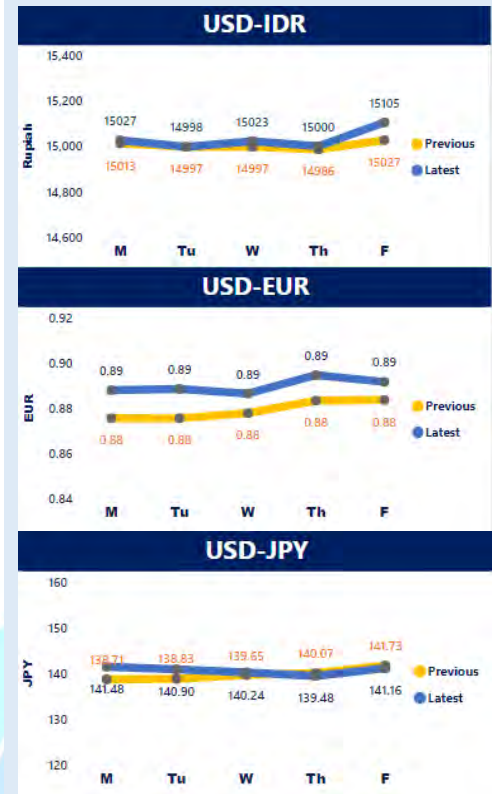 USD-IDR
15,400
15,200
15,000
14,800
14,600
Rupiah
15027 14998 15023 15000 15105
15013 14997 14997 14986 15027
Previous
Latest
M Tu W Th F
USD-EUR
0.92
0.90
0.88
0.86
0.84
EUR
0.89 0.89 0.89 0.89 0.89
0.88 0.88 0.88 0.88 0.88
Previous
Latest
M Tu W Th F
USD-JPY
160
150
140
130
120
JPY
138.71 138.83 139.65 140.07 141.73
141.48 140.90 140.24 139.48 141.16
Previous
Latest
M Tu W Th F